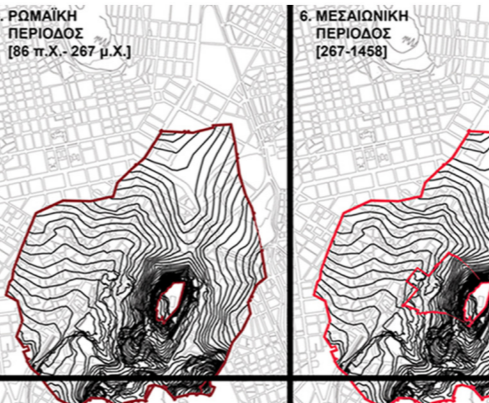 . ΡΩΜΑΪΚΗ
ΠΕΡΙΟΔΟΣ
[86 π.Χ.- 267 μ.Χ.]
6. ΜΕΣΑΙΩΝΙΚΗ
ΠΕΡΙΟΔΟΣ
[267-1458]